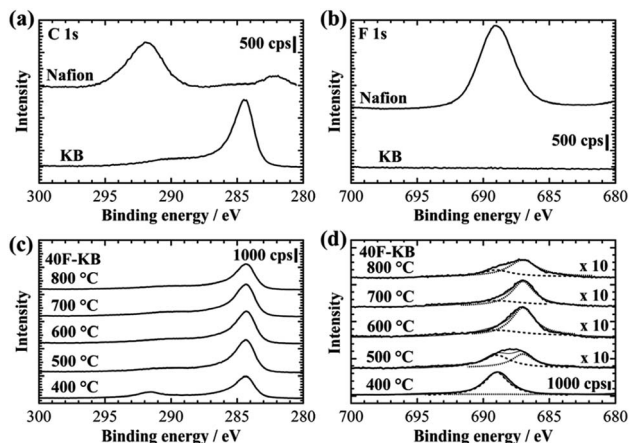 (a)
C 1s
500 cps
Nafion
KB
Intensity
300 295 290 285 280
Binding energy / eV
(b)
F 1s
Nafion
500 cps
KB
Intensity
700 695 690 685 680
Binding energy / eV
(c)
1000 cps
40F-KB
800 °C
700 °C
600 °C
500 °C
400 °C
Intensity
300 295 290 285 280
Binding energy / eV
(d)
40F-KB
800 °C x 10
700 °C x 10
600 °C x 10
500 °C x 10
400 °C 1000 cps
Intensity
700 695 690 685 680
Binding energy / eV